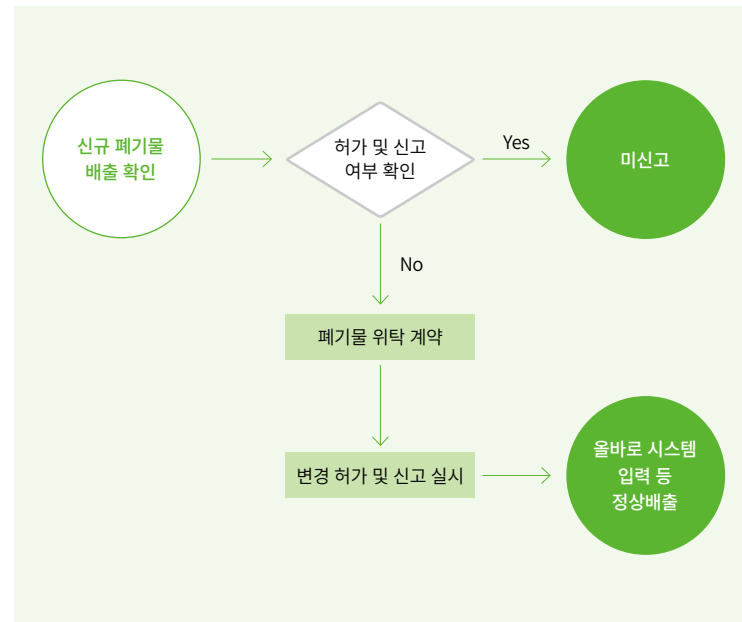 신규 폐기물
배출 확인
허가 및 신고
여부 확인
Yes
미신고
No
폐기물 위탁 계약
변경 허가 및 신고 실시
올바로 시스템
입력 등
정상배출